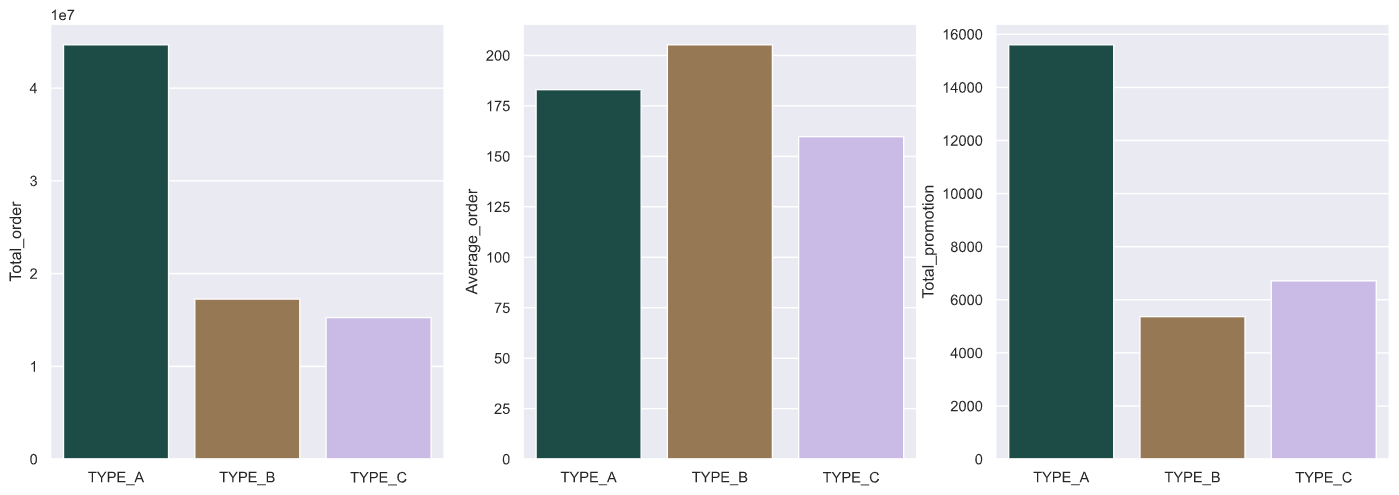 1e7
4
3
2
1
0
Total_order
TYPE_A
TYPE_B
TYPE_C
200
175
150
125
100
75
50
25
0
Average_order
TYPE_A
TYPE_B
TYPE_C
16000
14000
12000
10000
8000
6000
4000
2000
0
Total_promotion
TYPE_A
TYPE_B
TYPE_C